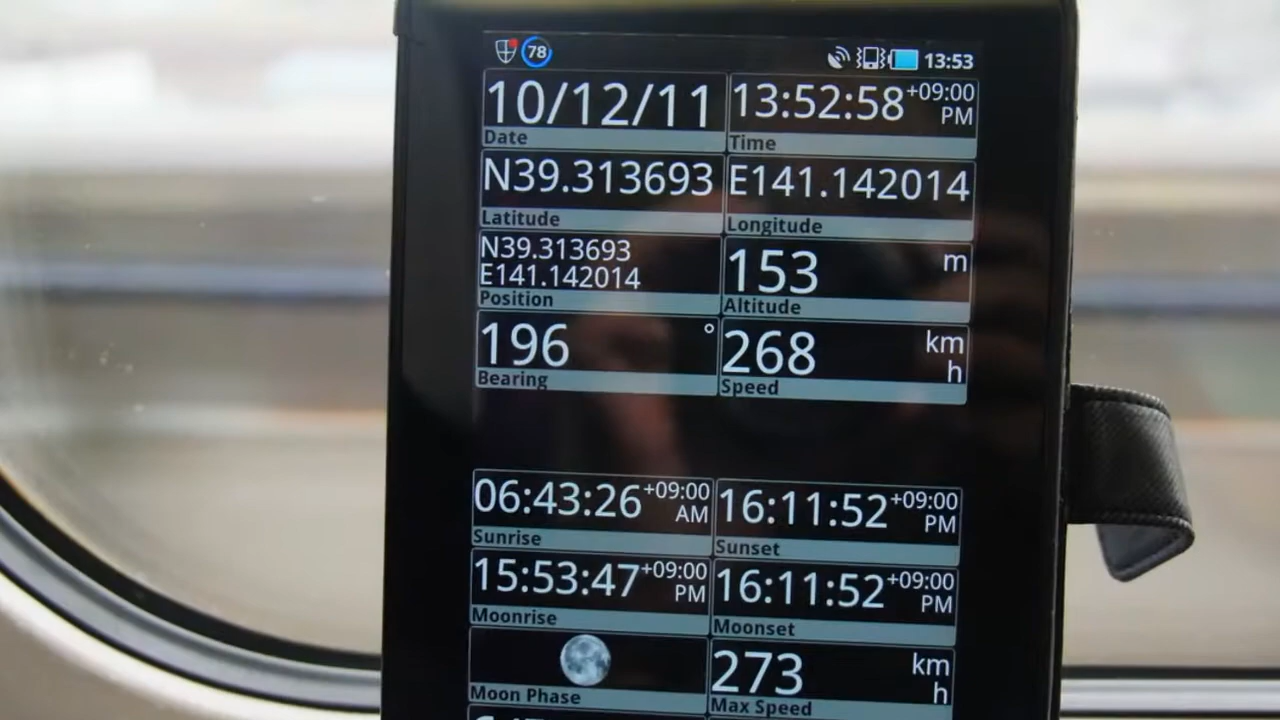 78 13:53
10/12/11 13:52:58 +09:00 PM
Date Time
N39.313693 E141.142014
Latitude Longitude
N39.313693
E141.142014
153 m
Position Altitude
196 ° 268 km h
Bearing Speed
06:43:26 +09:00 AM 16:11:52 +09:00 PM
Sunrise Sunset
15:53:47 +09:00 PM 16:11:52 +09:00 PM
Moonrise Moonset
273 km h
Moon Phase Max Speed